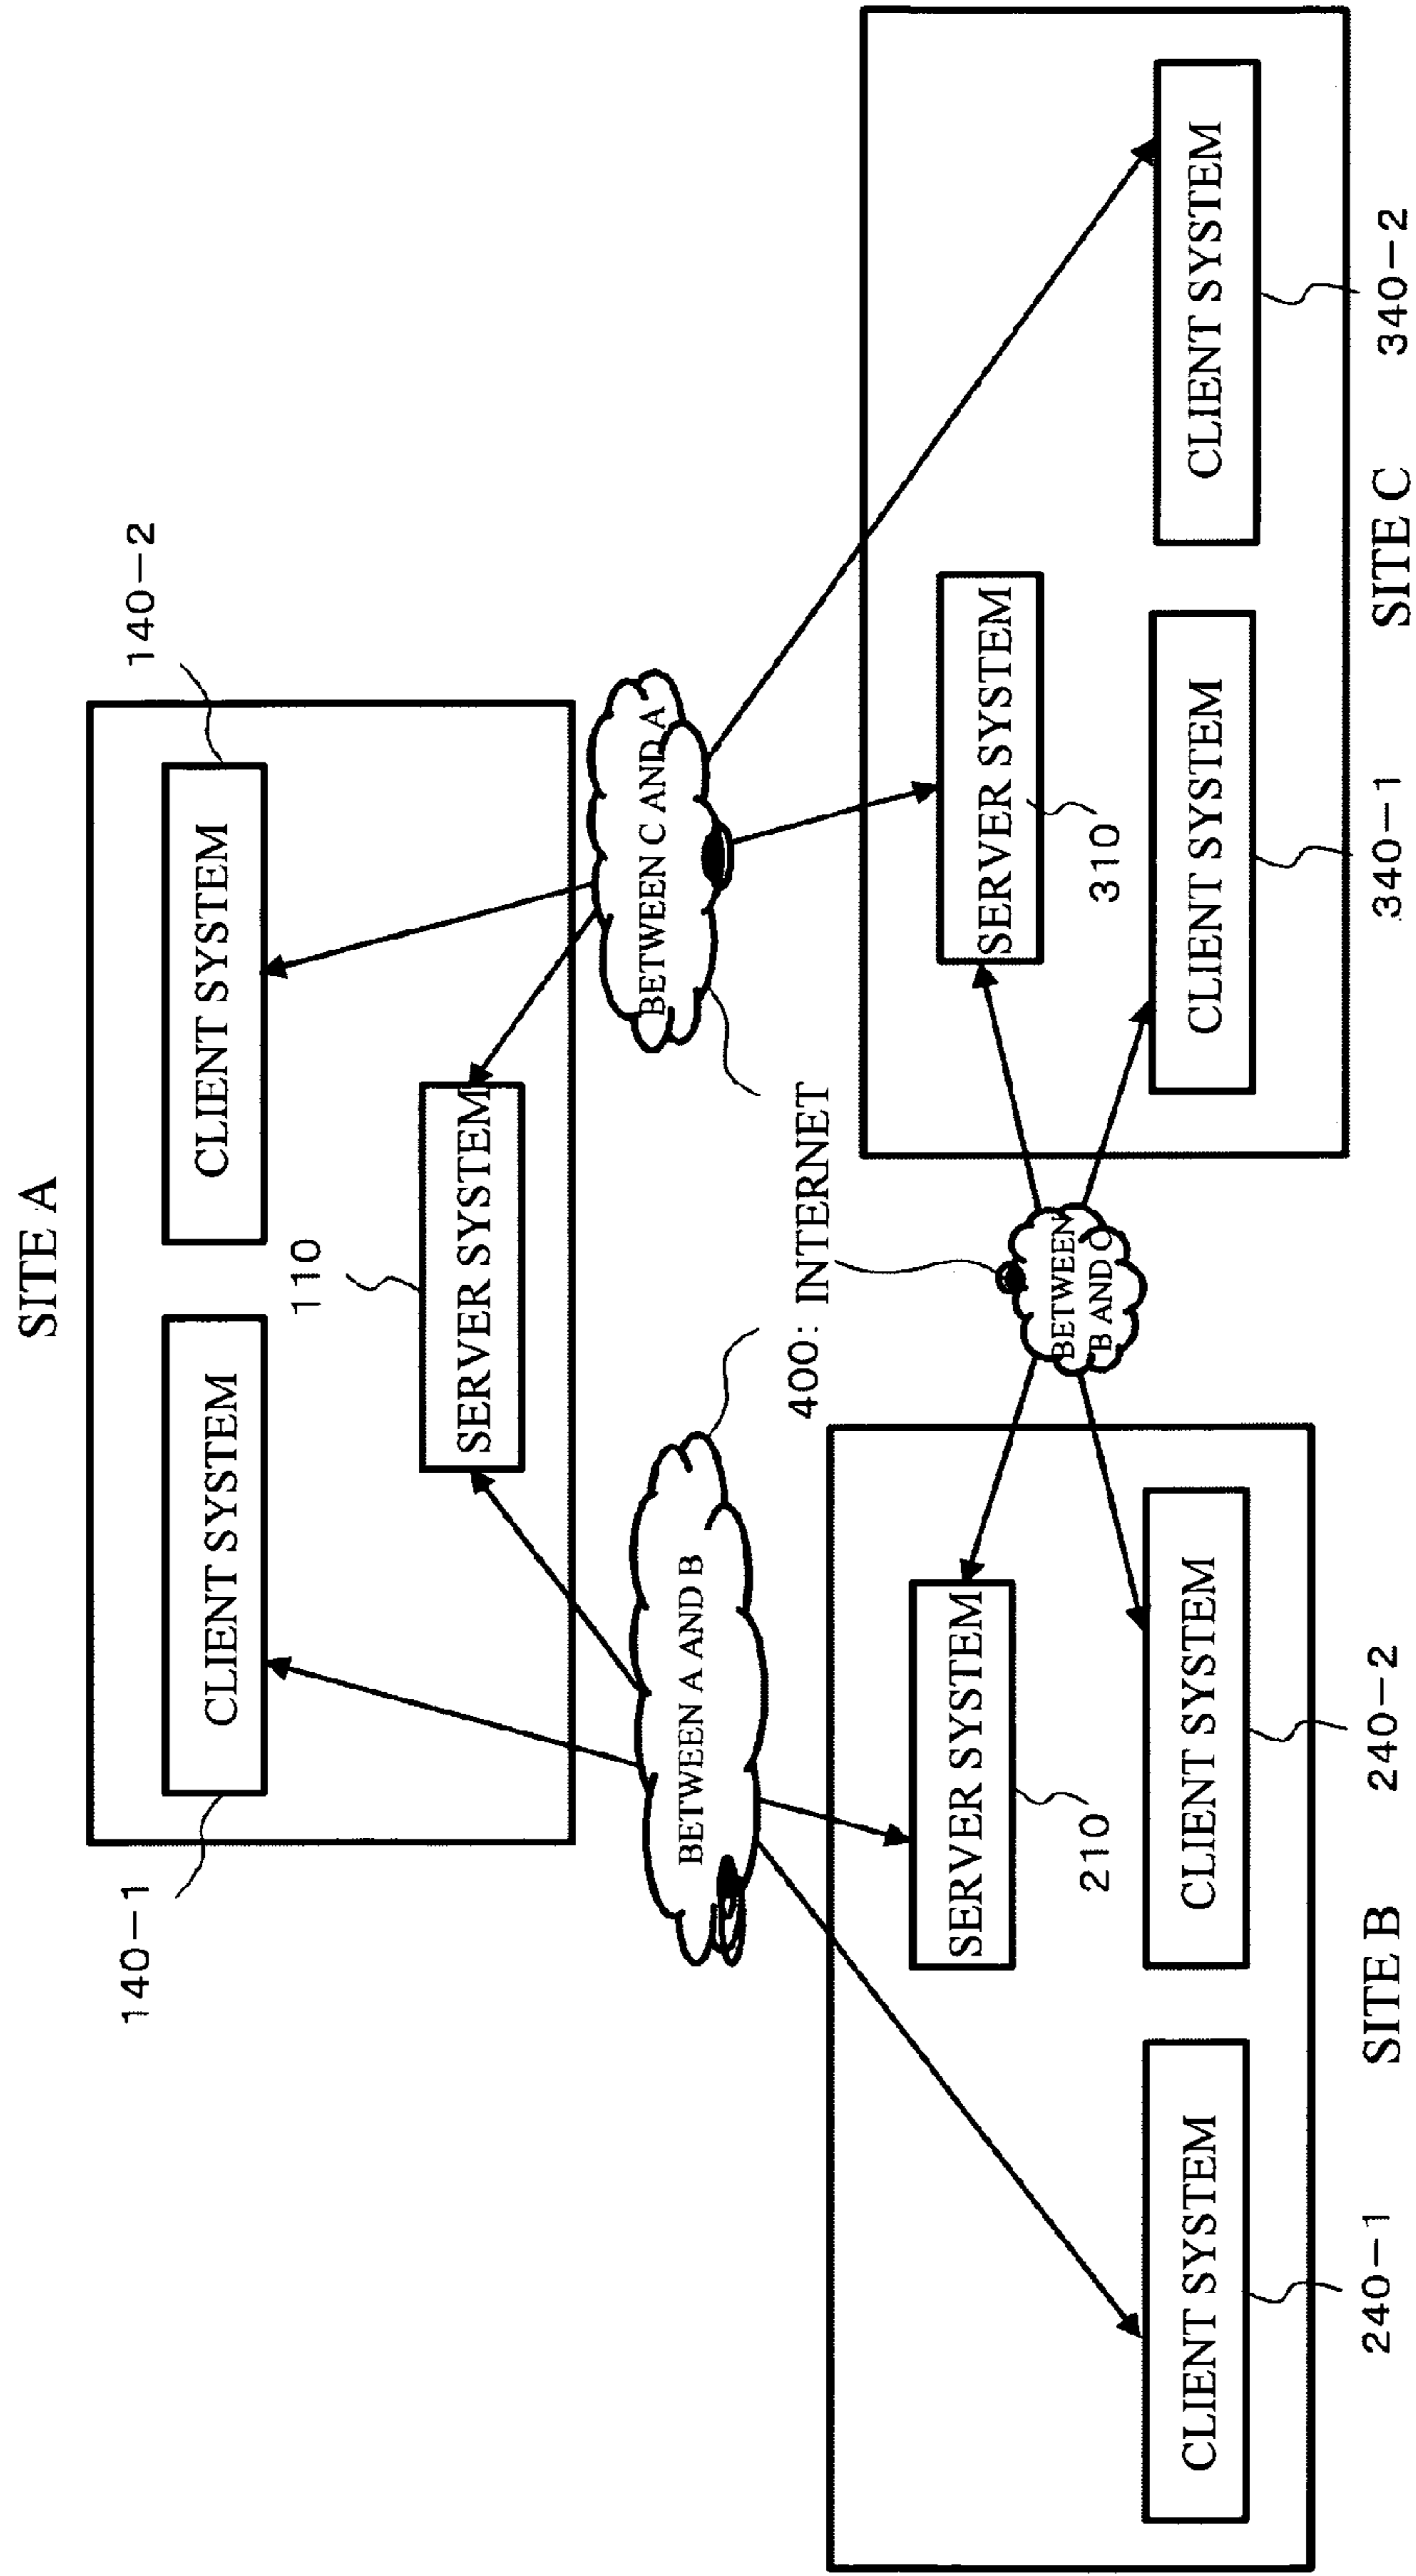 SITE A
140-1
140-2
CLIENT SYSTEM
CLIENT SYSTEM
110
SERVER SYSTEM
BETWEEN A AND B
BETWEEN C AND A
400: INTERNET
SERVER SYSTEM
210
CLIENT SYSTEM
CLIENT SYSTEM
240-1
240-2
SITE B
BETWEEN
B AND C
SERVER SYSTEM
310
CLIENT SYSTEM
CLIENT SYSTEM
340-1
340-2
SITE C